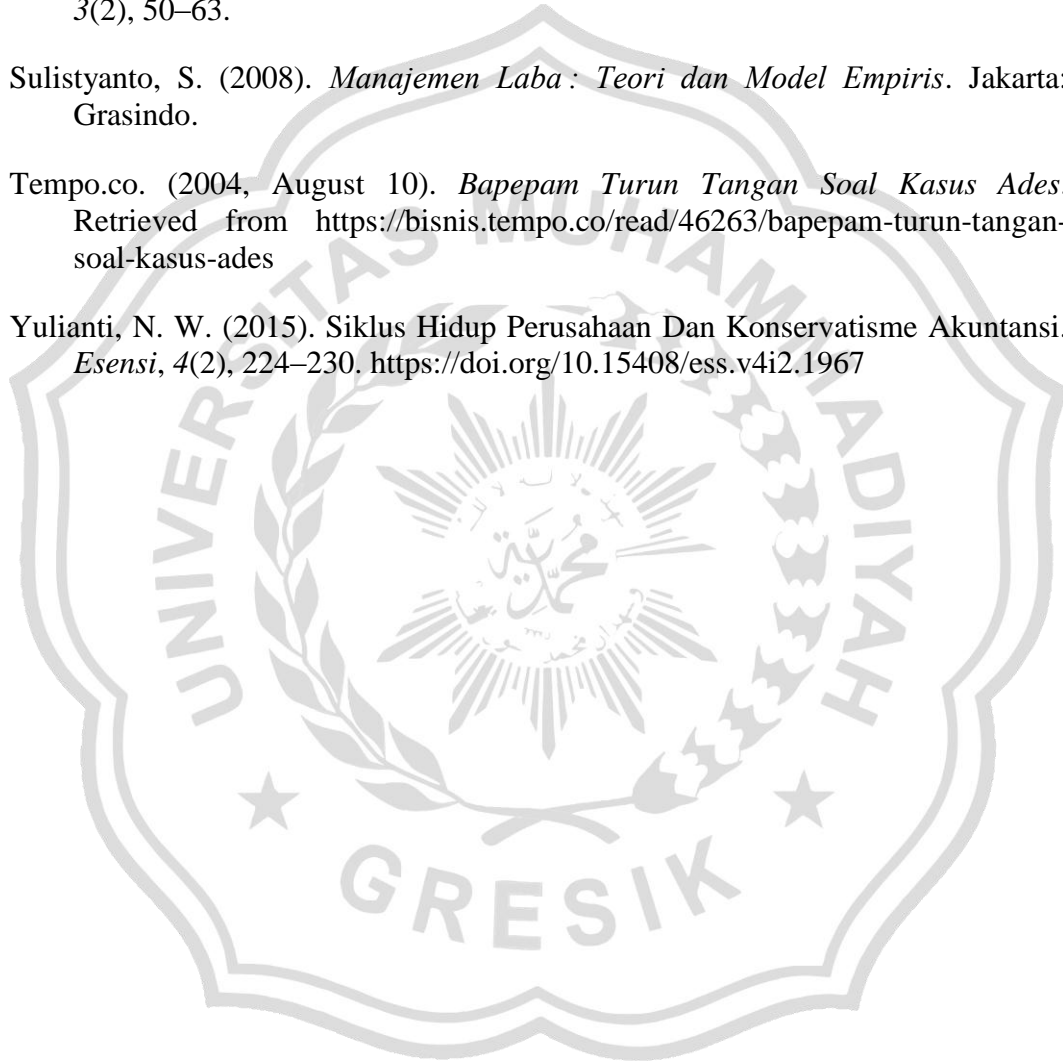 3(2), 50–63.
Sulistyanto, S. (2008). Manajemen Laba : Teori dan Model Empiris. Jakarta:
Grasindo.
Tempo.co. (2004, August 10). Bapepam Turun Tangan Soal Kasus Ades.
Retrieved from https://bisnis.tempo.co/read/46263/bapepam-turun-tangan-
soal-kasus-ades
Yulianti, N. W. (2015). Siklus Hidup Perusahaan Dan Konservatisme Akuntansi.
Esensi, 4(2), 224–230. https://doi.org/10.15408/ess.v4i2.1967
UNIVERSITAS MUHAMMADIYAH
محمدية
GRESIK